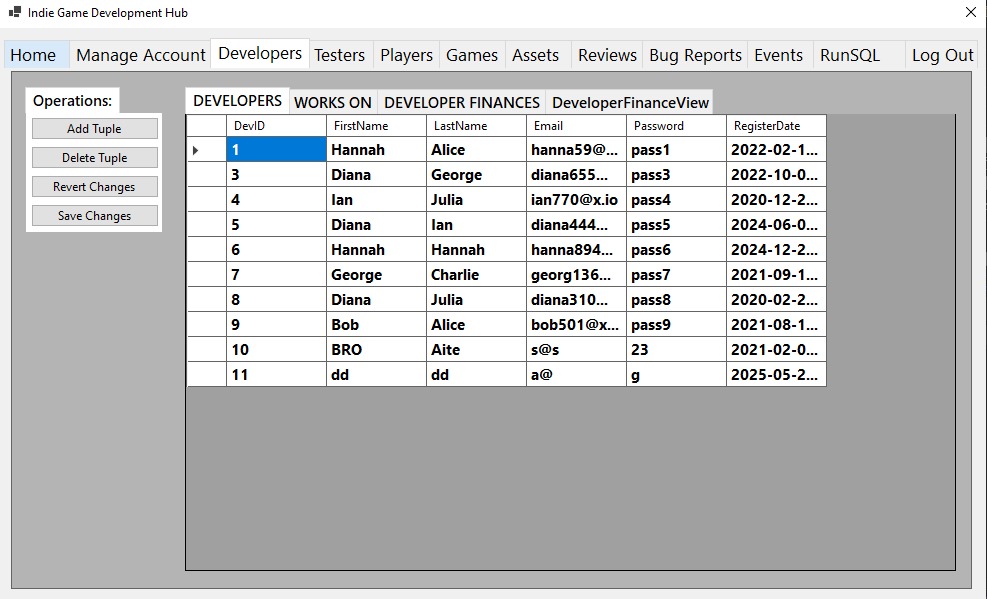 Indie Game Development Hub
Home Manage Account Developers Testers Players Games Assets Reviews Bug Reports Events RunSQL Log Out
Operations:
Add Tuple
Delete Tuple
Revert Changes
Save Changes
DEVELOPERS WORKS ON DEVELOPER FINANCES DeveloperFinanceView
DevID FirstName LastName Email Password RegisterDate
1 Hannah Alice hanna59@... pass1 2022-02-1...
3 Diana George diana655... pass3 2022-10-0...
4 Ian Julia ian770@x.io pass4 2020-12-2...
5 Diana Ian diana444... pass5 2024-06-0...
6 Hannah Hannah hanna894... pass6 2024-12-2...
7 George Charlie georg136... pass7 2021-09-1...
8 Diana Julia diana310... pass8 2020-02-2...
9 Bob Alice bob501@x... pass9 2021-08-1...
10 BRO Aite s@s 23 2021-02-0...
11 dd dd a@ g 2025-05-2...